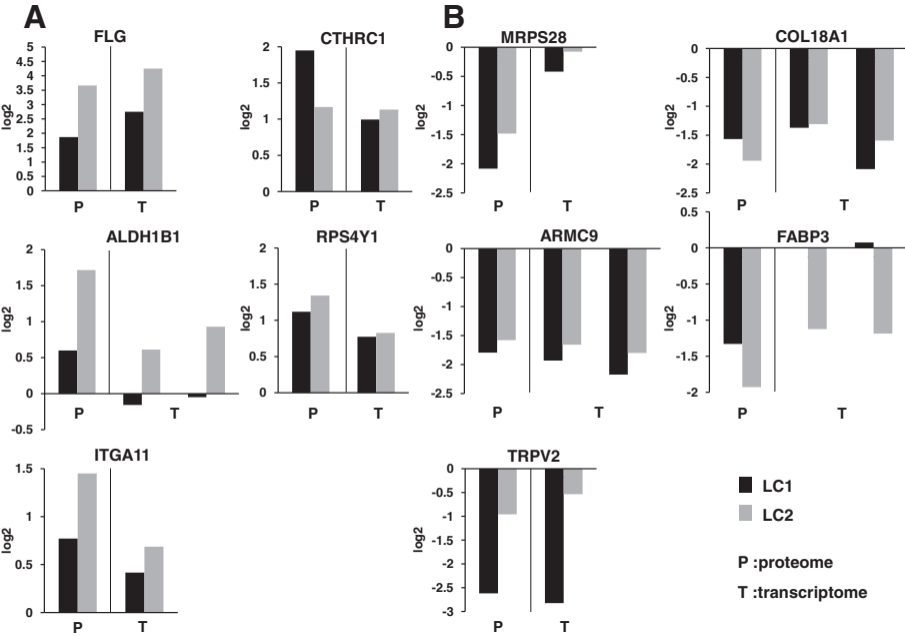 A
B
FLG
5
4.5
4
3.5
3
2.5
2
1.5
1
0.5
0
log2
P T
CTHRC1
2
1.5
1
0.5
0
log2
P T
MRPS28
0
-0.5
-1
-1.5
-2
-2.5
log2
P T
COL18A1
0
-0.5
-1
-1.5
-2
-2.5
log2
P T
ALDH1B1
2
1.5
1
0.5
0
-0.5
log2
P T
RPS4Y1
2
1.5
1
0.5
0
log2
P T
ARMC9
0
-0.5
-1
-1.5
-2
-2.5
log2
P T
FABP3
0.5
0
-0.5
-1
-1.5
-2
log2
P T
ITGA11
1.5
1
0.5
0
log2
P T
TRPV2
0
-0.5
-1
-1.5
-2
-2.5
-3
log2
P T
LC1
LC2
P :proteome
T :transcriptome